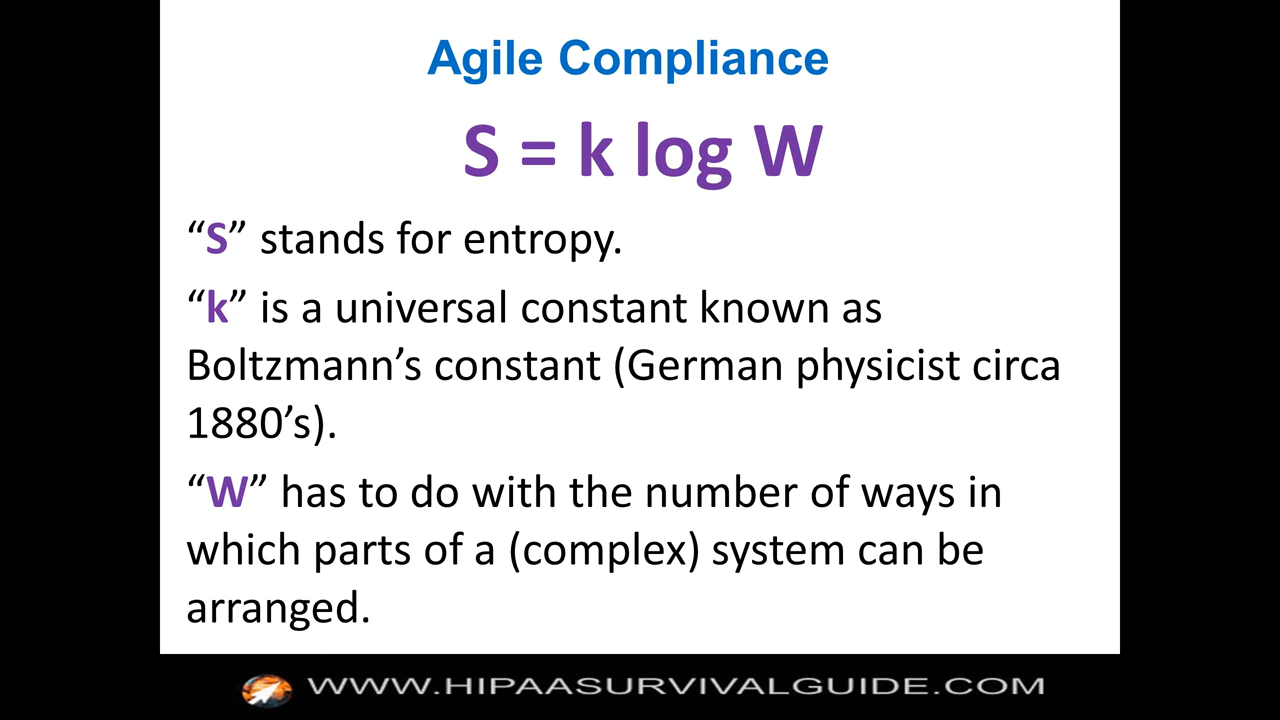 Agile Compliance
S = k log W
“S” stands for entropy.
“k” is a universal constant known as
Boltzmann’s constant (German physicist circa
1880’s).
“W” has to do with the number of ways in
which parts of a (complex) system can be
arranged.
WWW.HIPAASURVIVALGUIDE.COM